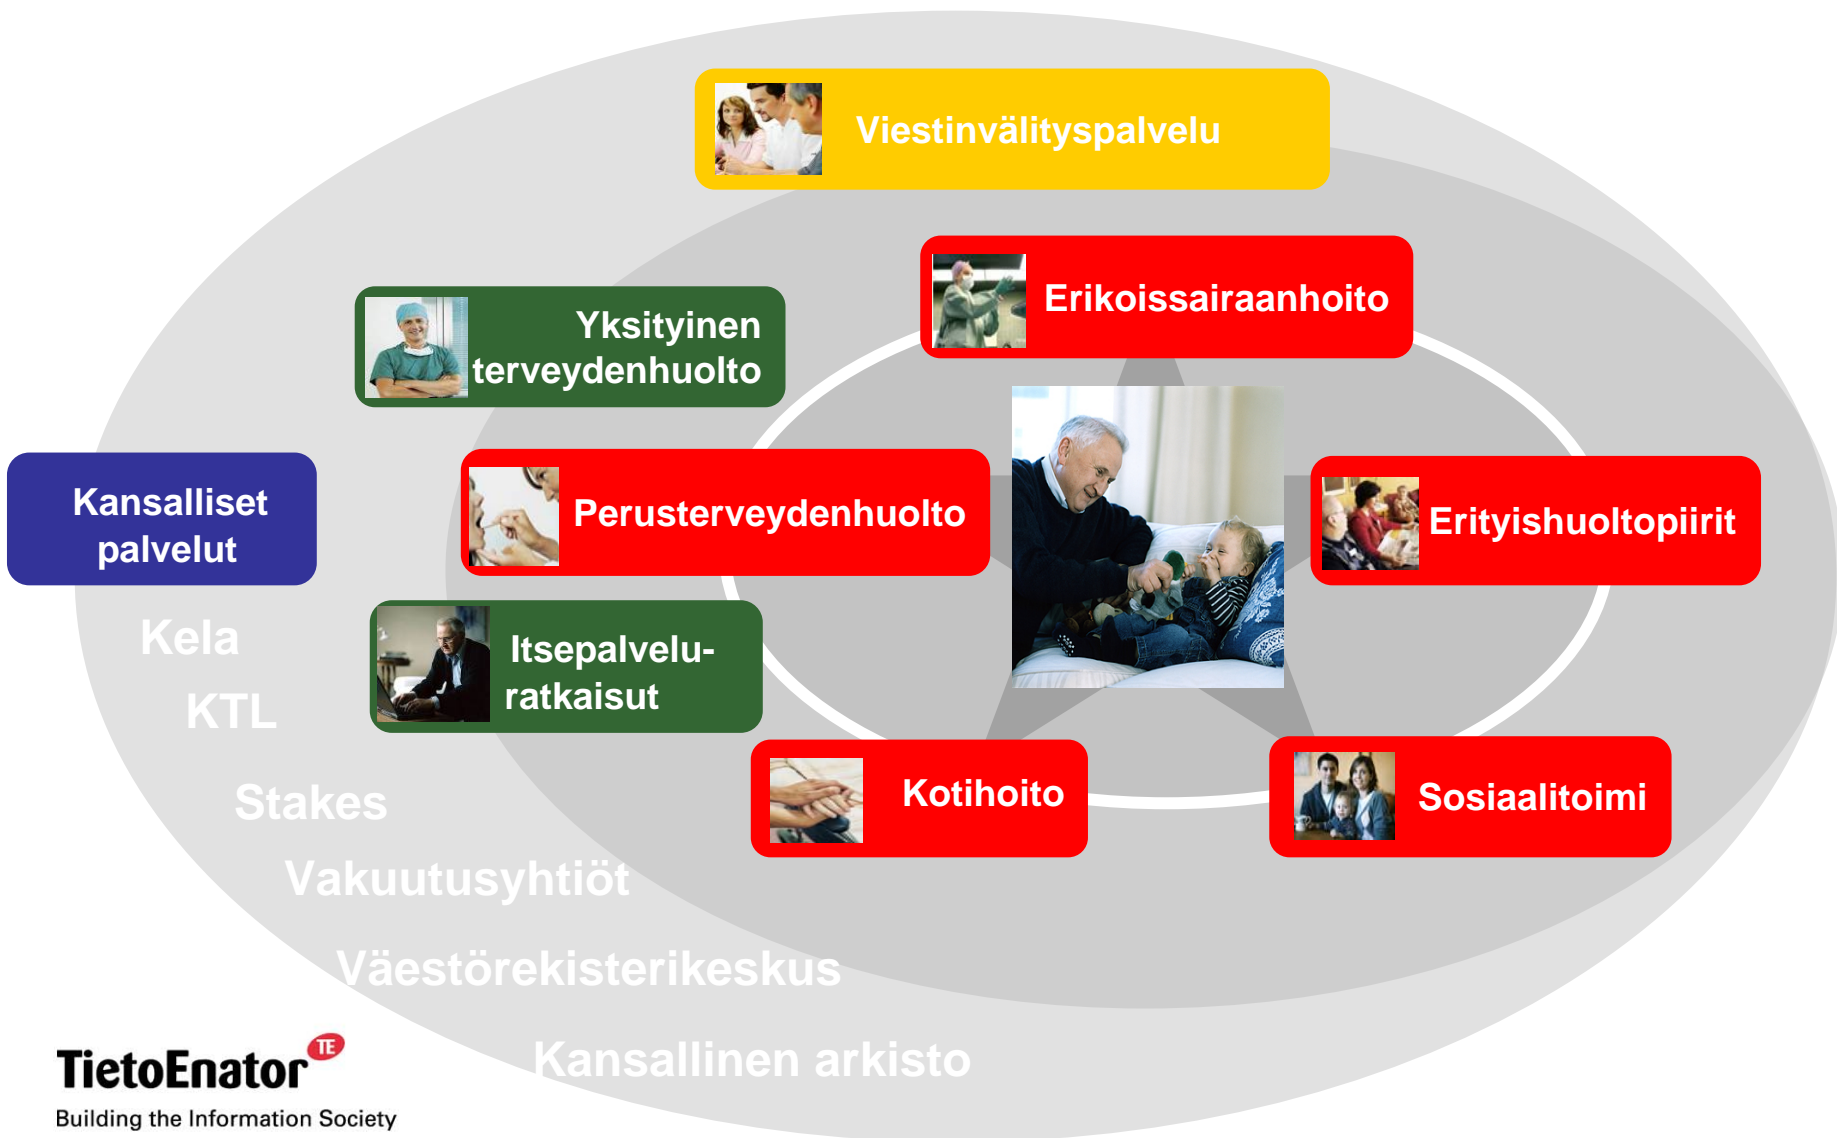 Viestinvälityspalvelu
Erikoissairaanhoito
Yksityinen
terveydenhuolto
Kansalliset
palvelut
Perusterveydenhuolto
Erityishuoltopiirit
Kela
Itsepalvelu-
ratkaisut
KTL
Stakes
Kotihoito
Sosiaalitoimi
Vakuutusyhtiöt
Väestörekisterikeskus
Kansallinen arkisto
TietoEnator TE
Building the Information Society